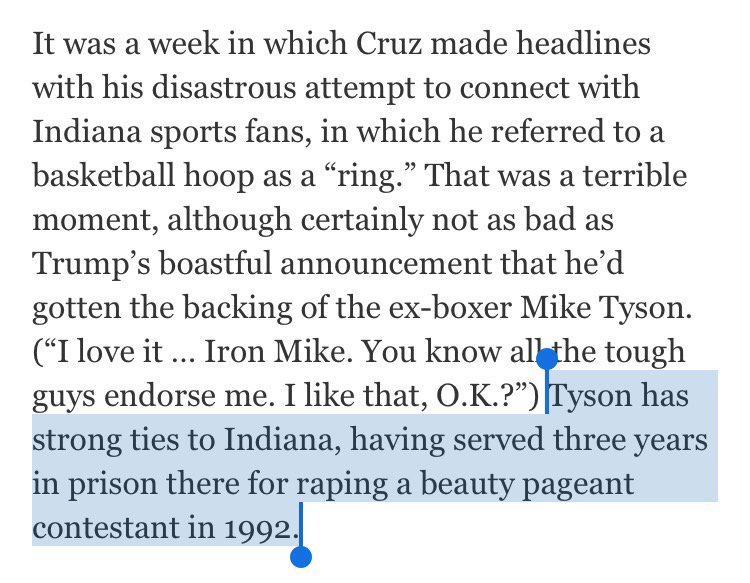 It was a week in which Cruz made headlines
with his disastrous attempt to connect with
Indiana sports fans, in which he referred to a
basketball hoop as a “ring.” That was a terrible
moment, although certainly not as bad as
Trump’s boastful announcement that he’d
gotten the backing of the ex-boxer Mike Tyson.
(“I love it ... Iron Mike. You know all the tough
guys endorse me. I like that, O.K.?”) Tyson has
strong ties to Indiana, having served three years
in prison there for raping a beauty pageant
contestant in 1992.